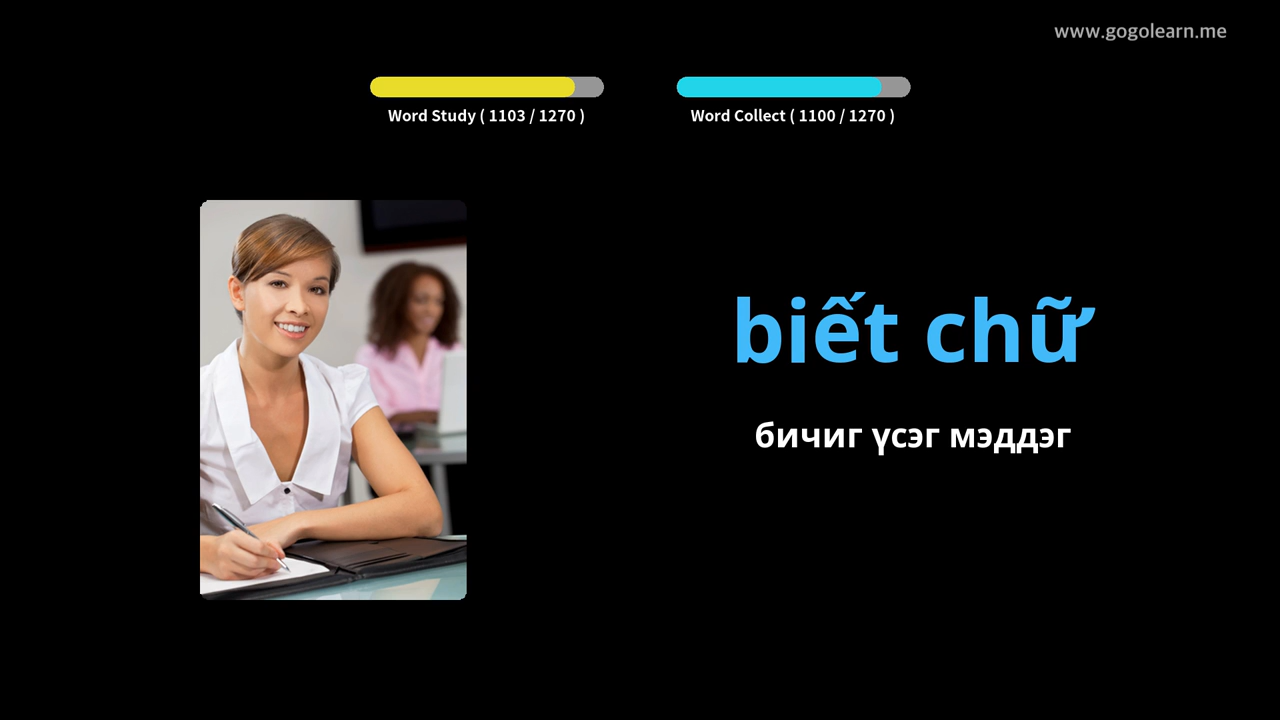 www.gogolearn.me
Word Study ( 1103 / 1270 )
Word Collect ( 1100 / 1270 )
biết chữ
бичиг үсэг мэддэг